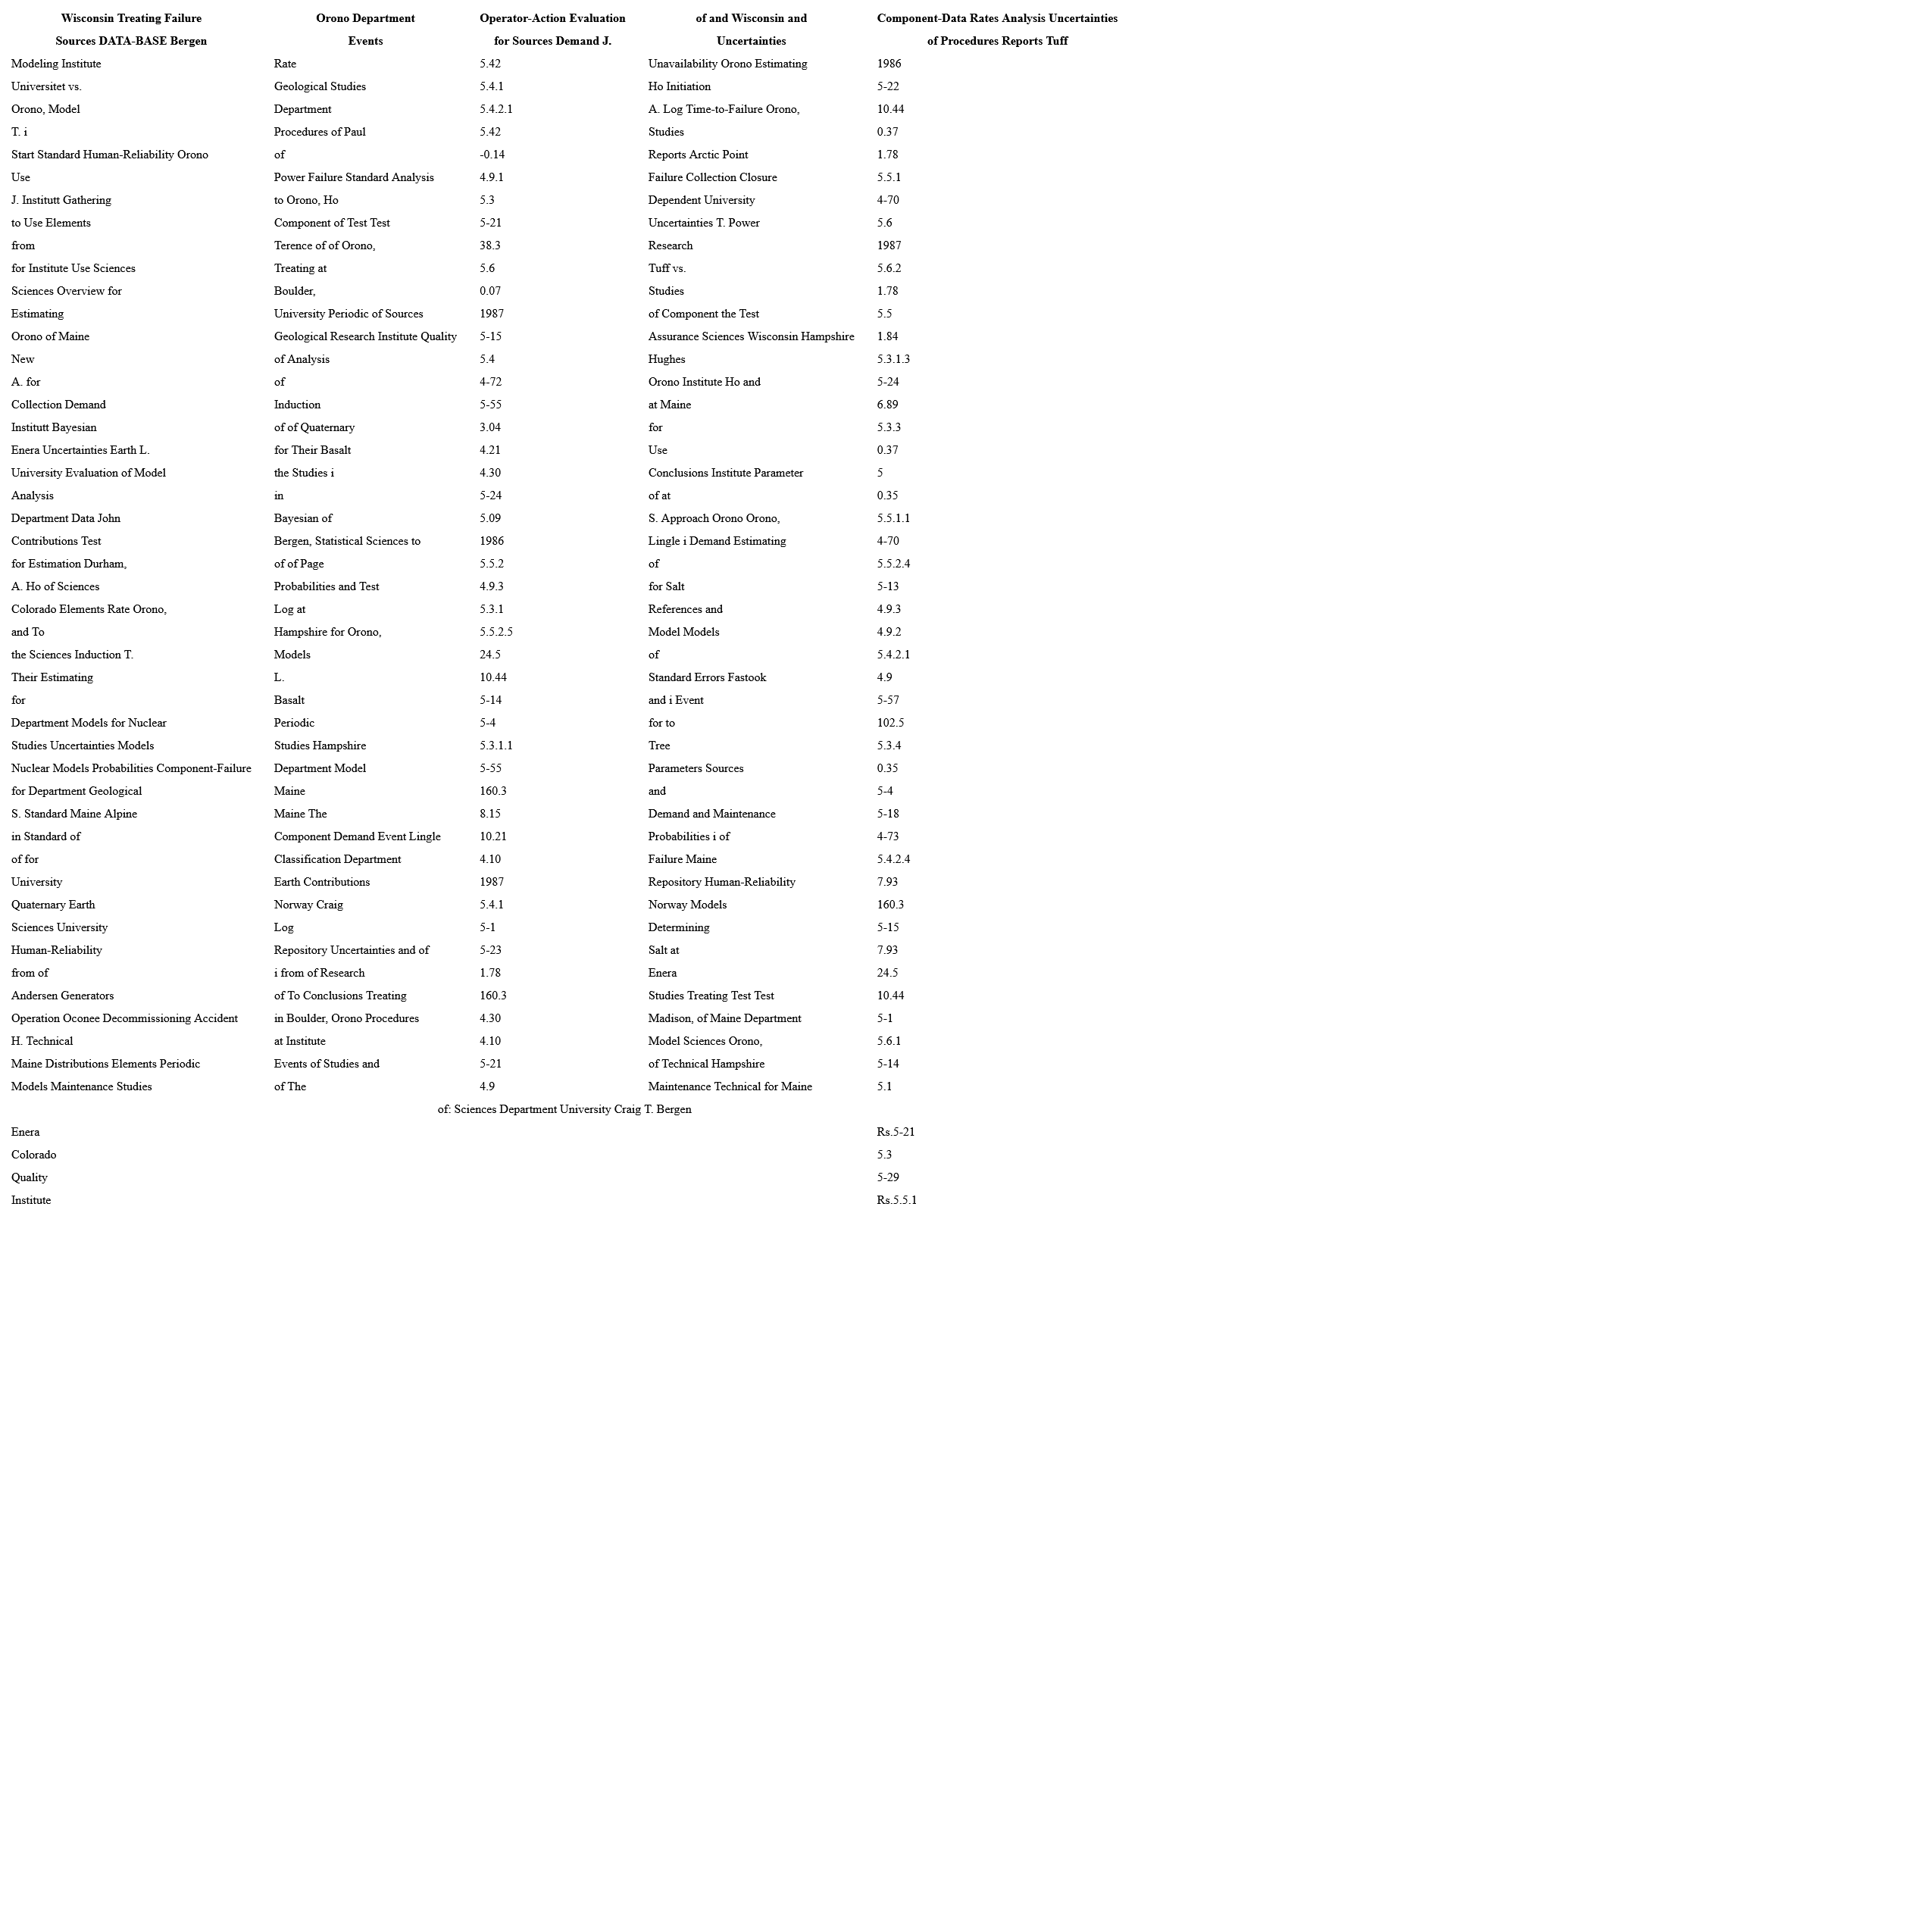 Wisconsin Treating Failure Orono Department Operator-Action Evaluation of and Wisconsin and Component-Data Rates Analysis Uncertainties
Sources DATA-BASE Bergen Events for Sources Demand J. Uncertainties of Procedures Reports Tuff
Modeling Institute Rate 5.42 Unavailability Orono Estimating 1986
Universitet vs. Geological Studies 5.4.1 Ho Initiation 5-22
Orono, Model Department 5.4.2.1 A. Log Time-to-Failure Orono, 10.44
T. i Procedures of Paul 5.42 Studies 0.37
Start Standard Human-Reliability Orono of -0.14 Reports Arctic Point 1.78
Use Power Failure Standard Analysis 4.9.1 Failure Collection Closure 5.5.1
J. Institutt Gathering to Orono, Ho 5.3 Dependent University 4-70
to Use Elements Component of Test Test 5-21 Uncertainties T. Power 5.6
from Terence of of Orono, 38.3 Research 1987
for Institute Use Sciences Treating at 5.6 Tuff vs. 5.6.2
Sciences Overview for Boulder, 0.07 Studies 1.78
Estimating University Periodic of Sources 1987 of Component the Test 5.5
Orono of Maine Geological Research Institute Quality 5-15 Assurance Sciences Wisconsin Hampshire 1.84
New of Analysis 5.4 Hughes 5.3.1.3
A. for of 4-72 Orono Institute Ho and 5-24
Collection Demand Induction 5-55 at Maine 6.89
Institutt Bayesian of of Quaternary 3.04 for 5.3.3
Enera Uncertainties Earth L. for Their Basalt 4.21 Use 0.37
University Evaluation of Model the Studies i 4.30 Conclusions Institute Parameter 5
Analysis in 5-24 of at 0.35
Department Data John Bayesian of 5.09 S. Approach Orono Orono, 5.5.1.1
Contributions Test Bergen, Statistical Sciences to 1986 Lingle i Demand Estimating 4-70
for Estimation Durham, of of Page 5.5.2 of 5.5.2.4
A. Ho of Sciences Probabilities and Test 4.9.3 for Salt 5-13
Colorado Elements Rate Orono, Log at 5.3.1 References and 4.9.3
and To Hampshire for Orono, 5.5.2.5 Model Models 4.9.2
the Sciences Induction T. Models 24.5 of 5.4.2.1
Their Estimating L. 10.44 Standard Errors Fastook 4.9
for Basalt 5-14 and i Event 5-57
Department Models for Nuclear Periodic 5-4 for to 102.5
Studies Uncertainties Models Studies Hampshire 5.3.1.1 Tree 5.3.4
Nuclear Models Probabilities Component-Failure Department Model 5-55 Parameters Sources 0.35
for Department Geological Maine 160.3 and 5-4
S. Standard Maine Alpine Maine The 8.15 Demand and Maintenance 5-18
in Standard of Component Demand Event Lingle 10.21 Probabilities i of 4-73
of for Classification Department 4.10 Failure Maine 5.4.2.4
University Earth Contributions 1987 Repository Human-Reliability 7.93
Quaternary Earth Norway Craig 5.4.1 Norway Models 160.3
Sciences University Log 5-1 Determining 5-15
Human-Reliability Repository Uncertainties and of 5-23 Salt at 7.93
from of i from of Research 1.78 Enera 24.5
Andersen Generators of To Conclusions Treating 160.3 Studies Treating Test Test 10.44
Operation Oconee Decommissioning Accident in Boulder, Orono Procedures 4.30 Madison, of Maine Department 5-1
H. Technical at Institute 4.10 Model Sciences Orono, 5.6.1
Maine Distributions Elements Periodic Events of Studies and 5-21 of Technical Hampshire 5-14
Models Maintenance Studies of The 4.9 Maintenance Technical for Maine 5.1
of: Sciences Department University Craig T. Bergen
Enera Rs.5-21
Colorado 5.3
Quality 5-29
Institute Rs.5.5.1